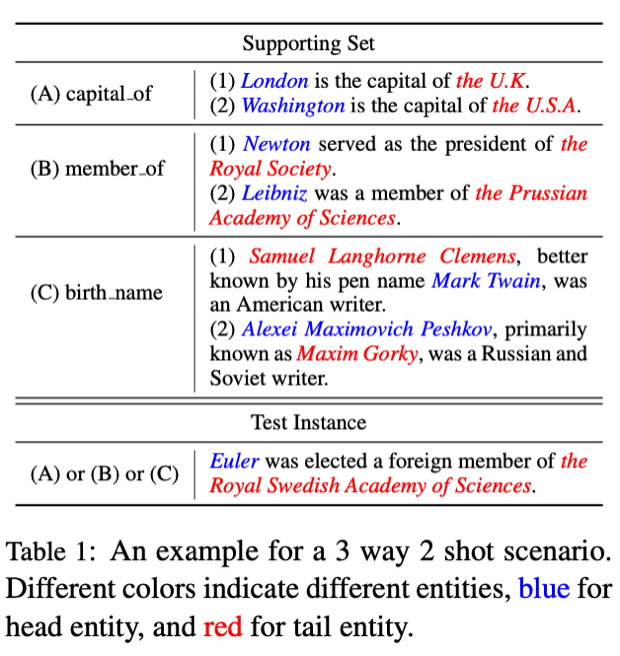 Supporting Set
(A) capital_of
(1) London is the capital of the U.K.
(2) Washington is the capital of the U.S.A.
(B) member_of
(1) Newton served as the president of the
Royal Society.
(2) Leibniz was a member of the Prussian
Academy of Sciences.
(C) birth_name
(1) Samuel Langhorne Clemens, better
known by his pen name Mark Twain, was
an American writer.
(2) Alexei Maximovich Peshkov, primarily
known as Maxim Gorky, was a Russian and
Soviet writer.
Test Instance
(A) or (B) or (C)
Euler was elected a foreign member of the
Royal Swedish Academy of Sciences.
Table 1: An example for a 3 way 2 shot scenario.
Different colors indicate different entities, blue for
head entity, and red for tail entity.